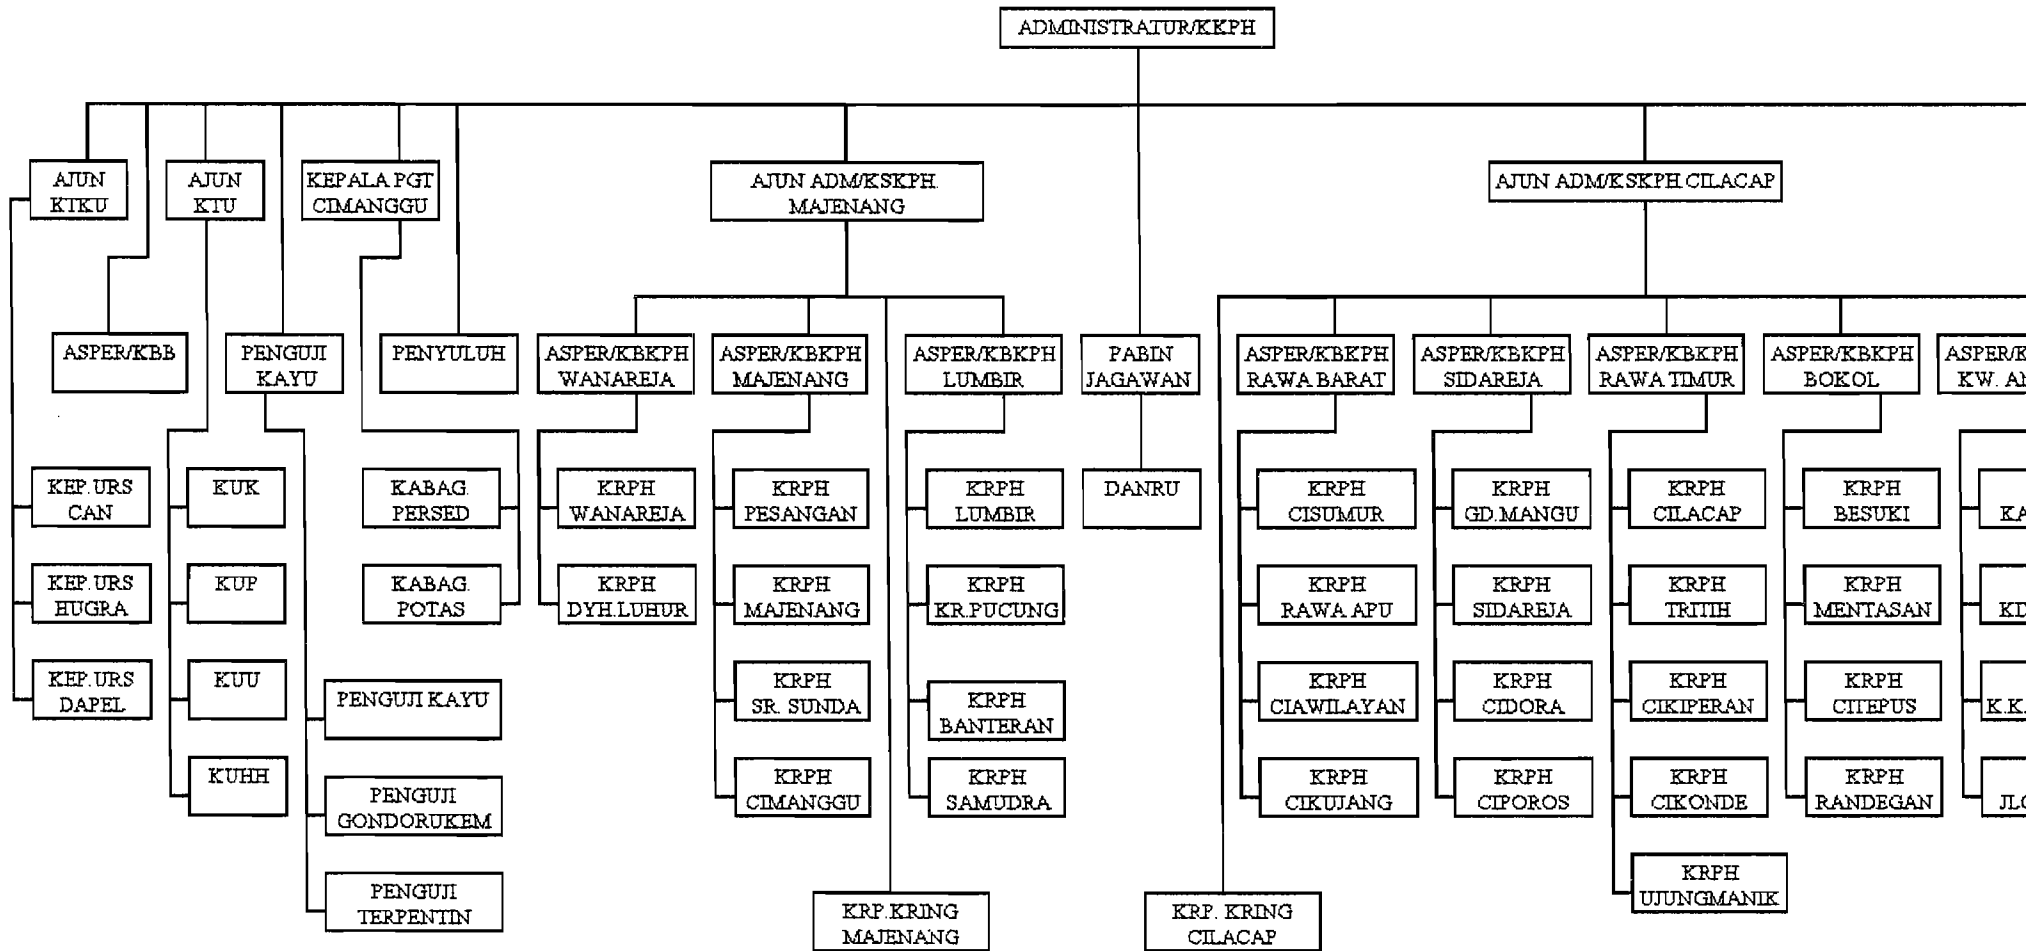 ADMINISTRATUR/KKPH
AJUN
KTKU
AJUN
KTU
KEPALA PGT
CIMANGGU
AJUN ADM/KSKPH.
MAJENANG
AJUN ADM/KSKPH CILACAP
ASPER/KBB
PENGUJI
KAYU
PENYULUH
ASPER/KBKPH
WANAREJA
ASPER/KBKPH
MAJENANG
ASPER/KBKPH
LUMBIR
PABIN
JAGAWAN
ASPER/KBKPH
RAWA BARAT
ASPER/KBKPH
SIDAREJA
ASPER/KBKPH
RAWA TIMUR
ASPER/KBKPH
BOKOL
KW.
KEP. URS
CAN
KUK
KABAG.
PERSED
KRPH
WANAREJA
KRPH
PESANGAN
KRPH
LUMBIR
DANRU
KRPH
CISUMUR
KRPH
GD.MANGU
KRPH
CILACAP
KRPH
BESUKI
KEP. URS
HUGRA
KUP
KABAG.
POTAS
KRPH
DYH.LUHUR
KRPH
MAJENANG
KRPH
KR.PUCUNG
KRPH
RAWA APU
KRPH
SIDAREJA
KRPH
TRITIH
KRPH
MENTASAN
KEP. URS
DAPEL
KUU
PENGUJI KAYU
KRPH
SR. SUNDA
KRPH
BANTERAN
KRPH
CIAWILAYAN
KRPH
CIDORA
KRPH
CIKIPERAN
KRPH
CITEPUS
KUHH
PENGUJI
GONDORUKEM
KRPH
CIMANGGU
KRPH
SAMUDRA
KRPH
CIKUJANG
KRPH
CIPOROS
KRPH
CIKONDE
KRPH
RANDEGAN
PENGUJI
TERPENTIN
KRP.KRING
MAJENANG
KRP. KRING
CILACAP
KRPH
UJUNGMANIK